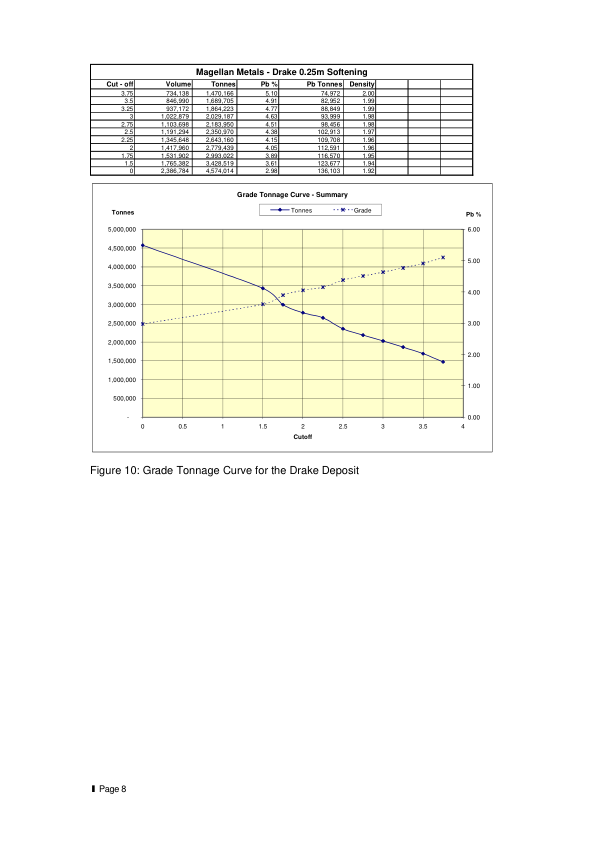 Magellan Metals - Drake 0.25m Softening
Cut - off Volume Tonnes Pb % Pb Tonnes Density
3.75 734,138 1,470,166 5.10 74,972 2.00
3.5 846,990 1,689,705 4.91 82,952 1.99
3.25 937,172 1,864,223 4.77 88,849 1.99
3 1,022,879 2,029,187 4.63 93,999 1.98
2.75 1,103,698 2,183,950 4.51 98,456 1.98
2.5 1,191,294 2,350,970 4.38 102,913 1.97
2.25 1,345,648 2,643,160 4.15 109,708 1.96
2 1,417,960 2,779,439 4.05 112,591 1.96
1.75 1,531,902 2,993,022 3.89 116,570 1.95
1.5 1,765,382 3,428,519 3.61 123,677 1.94
0 2,386,784 4,574,014 2.98 136,103 1.92
Grade Tonnage Curve - Summary
Tonnes Grade
Tonnes Pb %
5,000,000 6.00
4,500,000
4,000,000 5.00
3,500,000
3,000,000 4.00
2,500,000 3.00
2,000,000
1,500,000 2.00
1,000,000 1.00
500,000
- 0.00
0 0.5 1 1.5 2 2.5 3 3.5 4
Cutoff
Figure 10: Grade Tonnage Curve for the Drake Deposit
Page 8